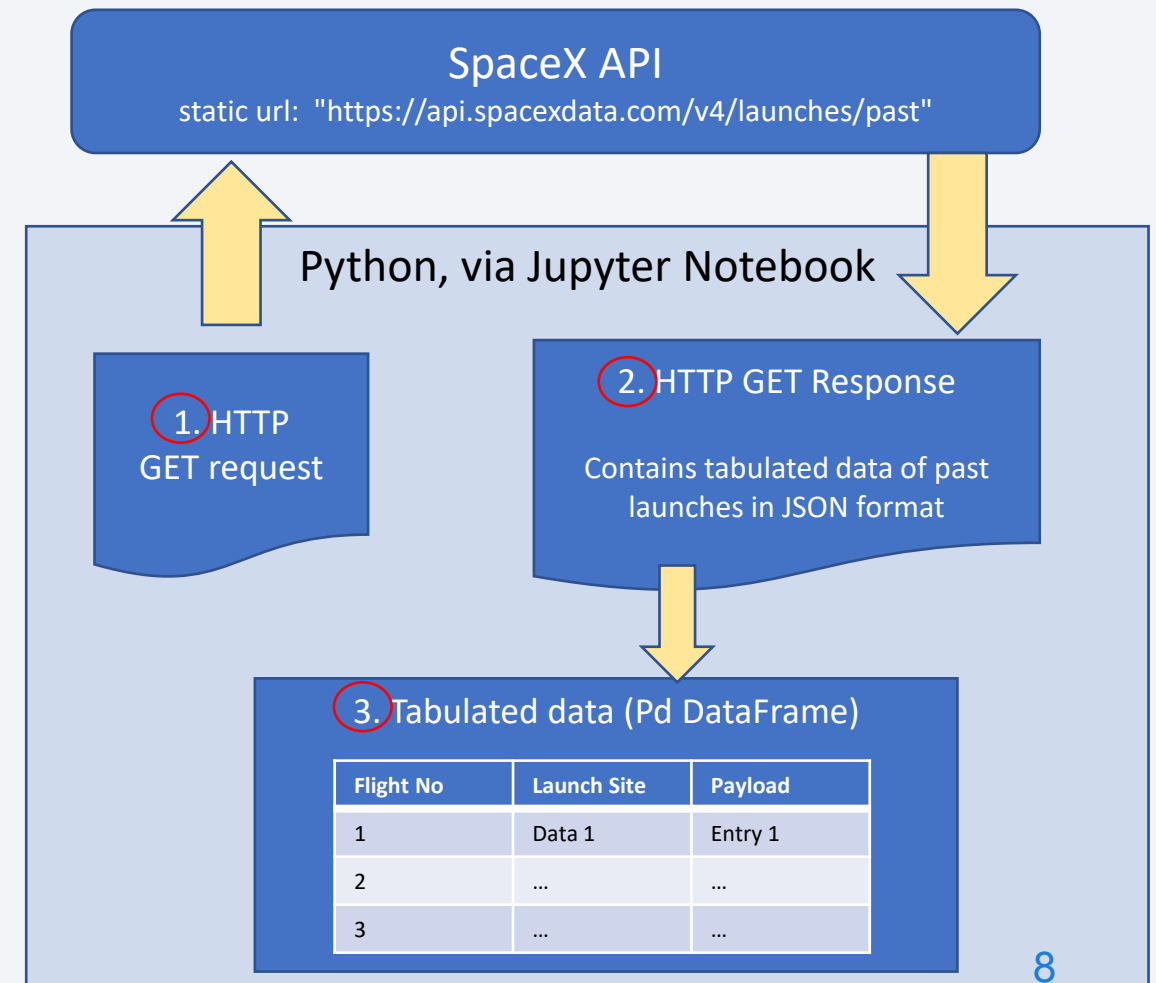 SpaceX API
static url:  "https://api.spacexdata.com/v4/launches/past"
Python, via Jupyter Notebook
1. HTTP
GET request
2. HTTP GET Response
Contains tabulated data of past
launches in JSON format
3. Tabulated data (Pd DataFrame)
Flight No Launch Site Payload
1 Data 1 Entry 1
2 … …
3 … …
8